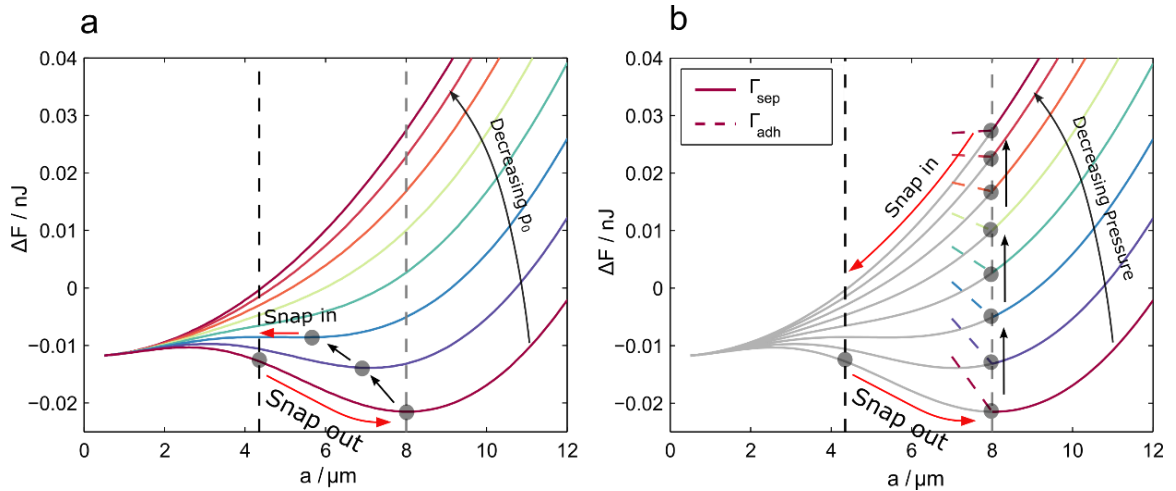 a
ΔF / nJ
0.04
0.03
0.02
0.01
0
−0.01
−0.02
Decreasing p₀
Snap in
Snap out
0 2 4 6 8 10 12
a / µm
b
ΔF / nJ
0.04
0.03
0.02
0.01
0
−0.01
−0.02
Γsep
Γadh
Snap in
Decreasing Pressure
Snap out
0 2 4 6 8 10 12
a / µm